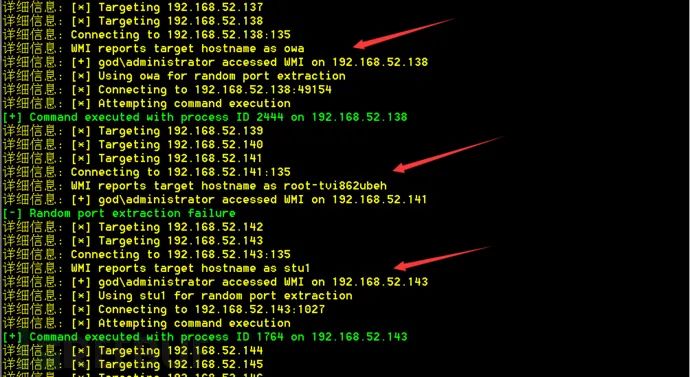 详细信息: [*] Targeting 192.168.52.137
详细信息: [*] Targeting 192.168.52.138
详细信息: Connecting to 192.168.52.138:135
详细信息: WMI reports target hostname as owa
详细信息: [+] god\administrator accessed WMI on 192.168.52.138
详细信息: [*] Using owa for random port extraction
详细信息: [*] Connecting to 192.168.52.138:49154
详细信息: [*] Attempting command execution
[+] Command executed with process ID 2444 on 192.168.52.138
详细信息: [*] Targeting 192.168.52.139
详细信息: [*] Targeting 192.168.52.140
详细信息: [*] Targeting 192.168.52.141
详细信息: Connecting to 192.168.52.141:135
详细信息: WMI reports target hostname as root-tvi862ubeh
详细信息: [+] god\administrator accessed WMI on 192.168.52.141
[-] Random port extraction failure
详细信息: [*] Targeting 192.168.52.142
详细信息: [*] Targeting 192.168.52.143
详细信息: Connecting to 192.168.52.143:135
详细信息: WMI reports target hostname as stu1
详细信息: [+] god\administrator accessed WMI on 192.168.52.143
详细信息: [*] Using stu1 for random port extraction
详细信息: [*] Connecting to 192.168.52.143:1027
详细信息: [*] Attempting command execution
[+] Command executed with process ID 1764 on 192.168.52.143
详细信息: [*] Targeting 192.168.52.144
详细信息: [*] Targeting 192.168.52.145
详细信息: [*] Targeting 192.168.52.146